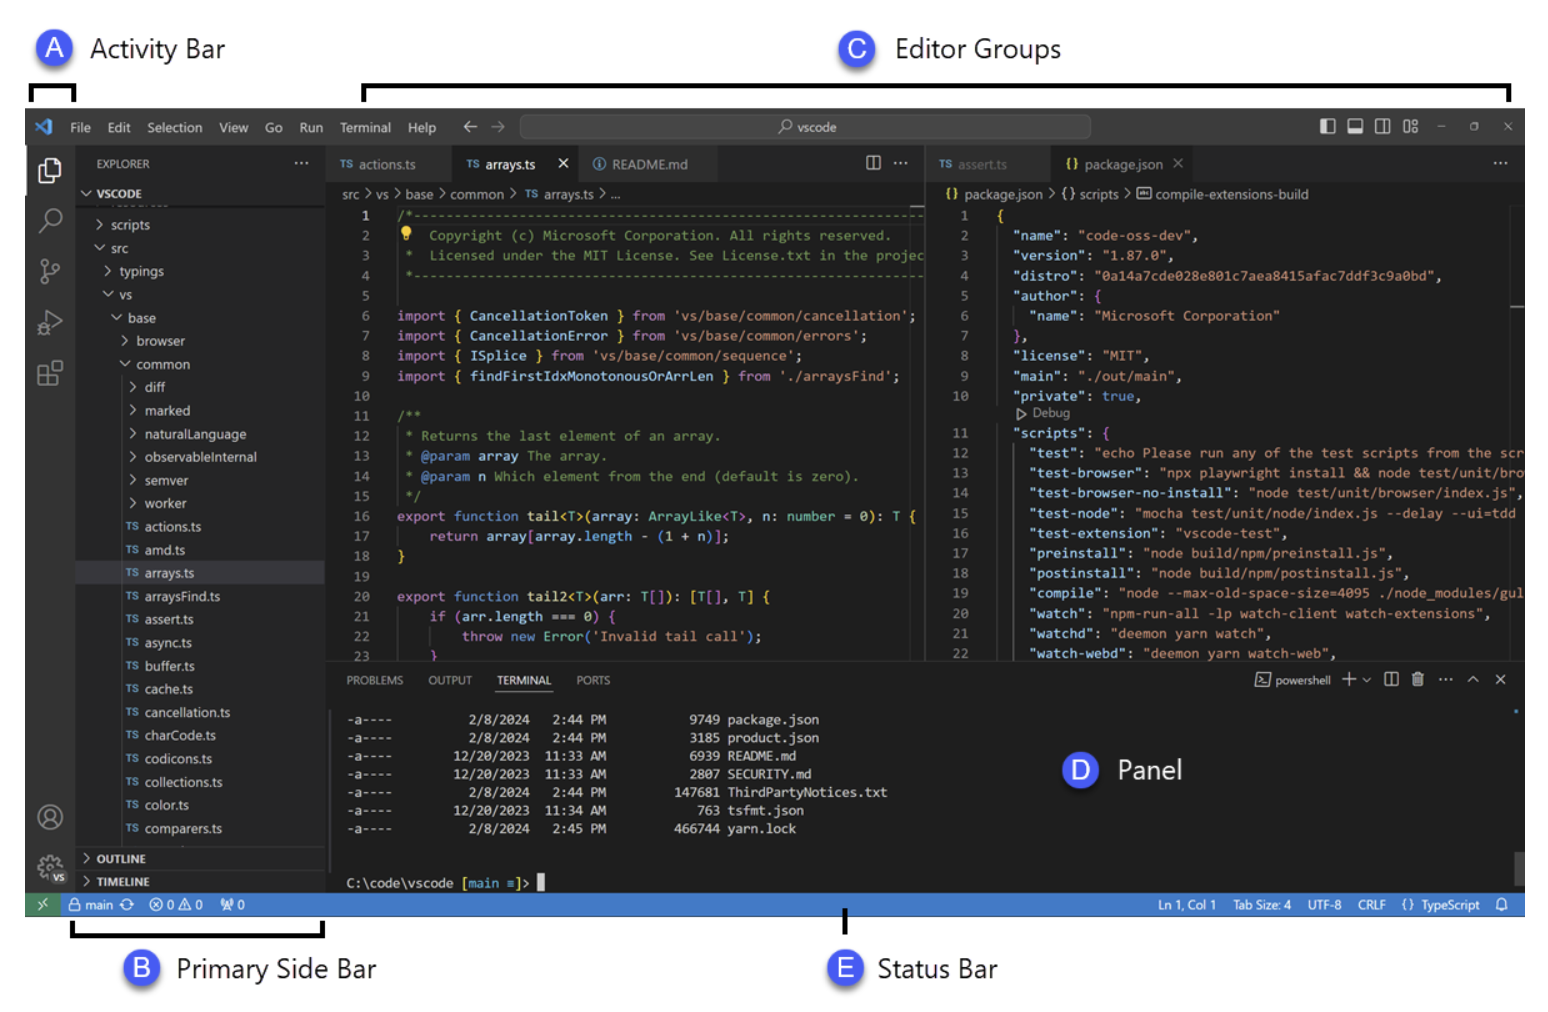 A Activity Bar
C Editor Groups
File Edit Selection View Go Run Terminal Help
vscode
EXPLORER ...
VSCODE
scripts
src
typings
vs
base
browser
common
diff
marked
naturalLanguage
observableInternal
semver
worker
TS actions.ts
TS amd.ts
TS arrays.ts
TS arraysFind.ts
TS assert.ts
TS async.ts
TS buffer.ts
TS cache.ts
TS cancellation.ts
TS charCode.ts
TS codicons.ts
TS collections.ts
TS color.ts
TS comparers.ts
OUTLINE
TIMELINE
VS
TS actions.ts TS arrays.ts README.md
src > vs > base > common > TS arrays.ts > ...
1 /*---------------------------------------------------------------
2 Copyright (c) Microsoft Corporation. All rights reserved.
3 * Licensed under the MIT License. See License.txt in the projec
4 *---------------------------------------------------------------
5
6 import { CancellationToken } from 'vs/base/common/cancellation';
7 import { CancellationError } from 'vs/base/common/errors';
8 import { ISplice } from 'vs/base/common/sequence';
9 import { findFirstIdxMonotonousOrArrLen } from './arraysFind';
10
11 /**
12 * Returns the last element of an array.
13 * @param array The array.
14 * @param n Which element from the end (default is zero).
15 */
16 export function tail<T>(array: ArrayLike<T>, n: number = 0): T {
17 return array[array.length - (1 + n)];
18 }
19
20 export function tail2<T>(arr: T[]): [T[], T] {
21 if (arr.length === 0) {
22 throw new Error('Invalid tail call');
23 }
TS assert.ts {} package.json
{} package.json > {} scripts > abc compile-extensions-build
1 {
2 "name": "code-oss-dev",
3 "version": "1.87.0",
4 "distro": "0a14a7cde028e801c7aea8415afac7ddf3c9a0bd",
5 "author": {
6 "name": "Microsoft Corporation"
7 },
8 "license": "MIT",
9 "main": "./out/main",
10 "private": true,
Debug
11 "scripts": {
12 "test": "echo Please run any of the test scripts from the scr
13 "test-browser": "npx playwright install && node test/unit/bro
14 "test-browser-no-install": "node test/unit/browser/index.js",
15 "test-node": "mocha test/unit/node/index.js --delay --ui=tdd
16 "test-extension": "vscode-test",
17 "preinstall": "node build/npm/preinstall.js",
18 "postinstall": "node build/npm/postinstall.js",
19 "compile": "node --max-old-space-size=4095 ./node_modules/gul
20 "watch": "npm-run-all -lp watch-client watch-extensions",
21 "watchd": "deemon yarn watch",
22 "watch-webd": "deemon yarn watch-web",
PROBLEMS OUTPUT TERMINAL PORTS
powershell
-a---- 2/8/2024 2:44 PM 9749 package.json
-a---- 2/8/2024 2:44 PM 3185 product.json
-a---- 12/20/2023 11:33 AM 6939 README.md
-a---- 12/20/2023 11:33 AM 2807 SECURITY.md
-a---- 2/8/2024 2:44 PM 147681 ThirdPartyNotices.txt
-a---- 12/20/2023 11:34 AM 763 tsfmt.json
-a---- 2/8/2024 2:45 PM 466744 yarn.lock
C:\code\vscode [main ≡]>
D Panel
main 0 0 0
Ln 1, Col 1 Tab Size: 4 UTF-8 CRLF {} TypeScript
B Primary Side Bar
E Status Bar